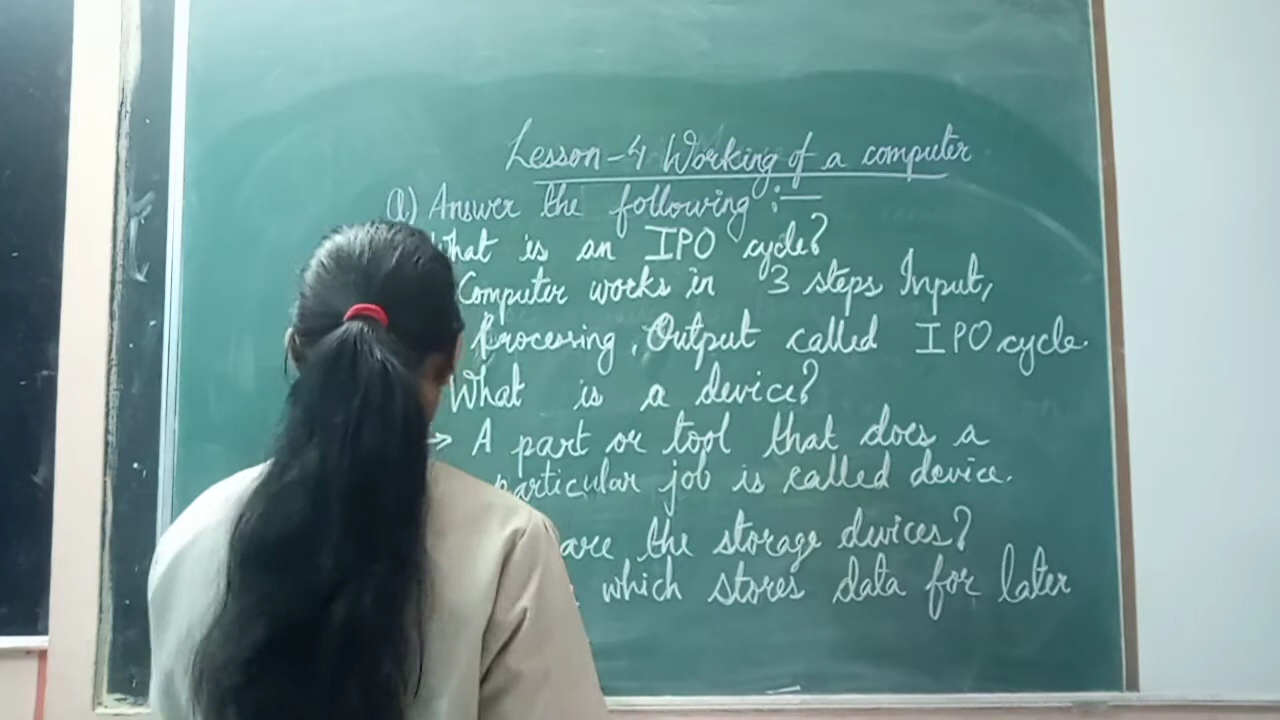 Lesson-4 Working of a computer
Q) Answer the following :-
What is an IPO cycle?
Computer works in 3 steps Input,
Processing, Output called IPO cycle.
What is a device?
→ A part or tool that does a
particular job is called device.
are the storage devices?
which stores data for later